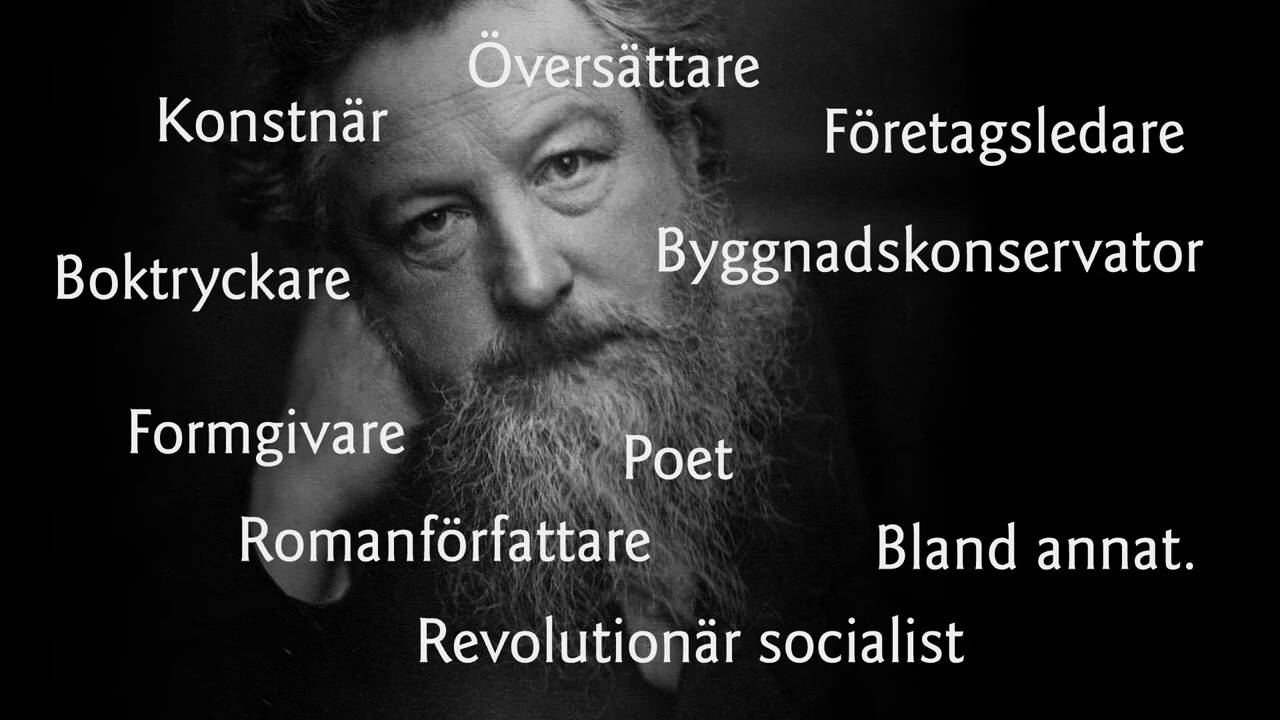 Översättare
Konstnär
Företagsledare
Byggnadskonservator
Boktryckare
Formgivare
Poet
Romanförfattare
Bland annat.
Revolutionär socialist